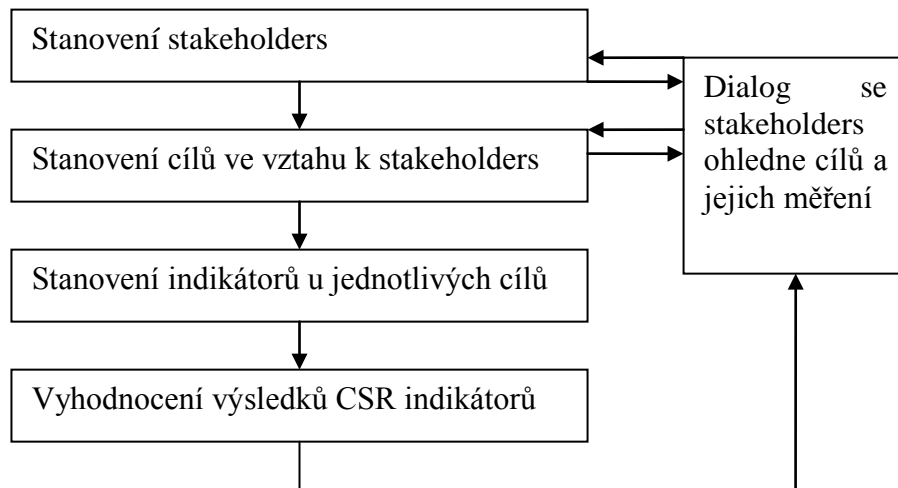 Stanovení stakeholders
Dialog se
stakeholders
ohledne cílů a
jejich měření
Stanovení cílů ve vztahu k stakeholders
Stanovení indikátorů u jednotlivých cílů
Vyhodnocení výsledků CSR indikátorů